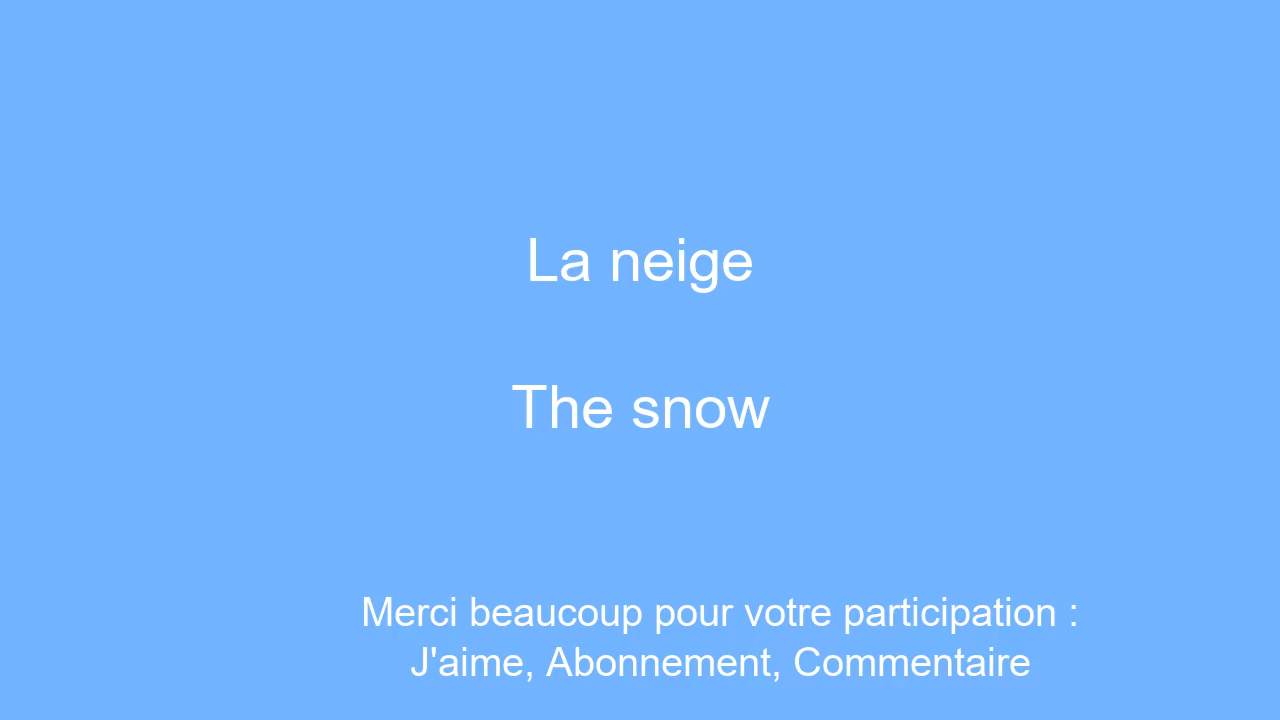 La neige
The snow
Merci beaucoup pour votre participation :
J'aime, Abonnement, Commentaire